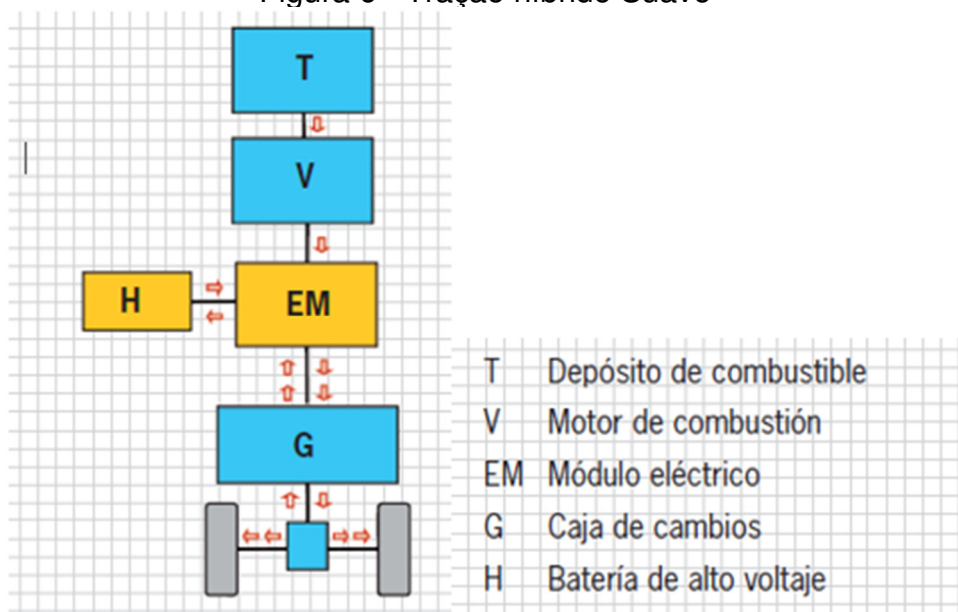 T
V
H
EM
G
T Depósito de combustible
V Motor de combustión
EM Módulo eléctrico
G Caja de cambios
H Batería de alto voltaje